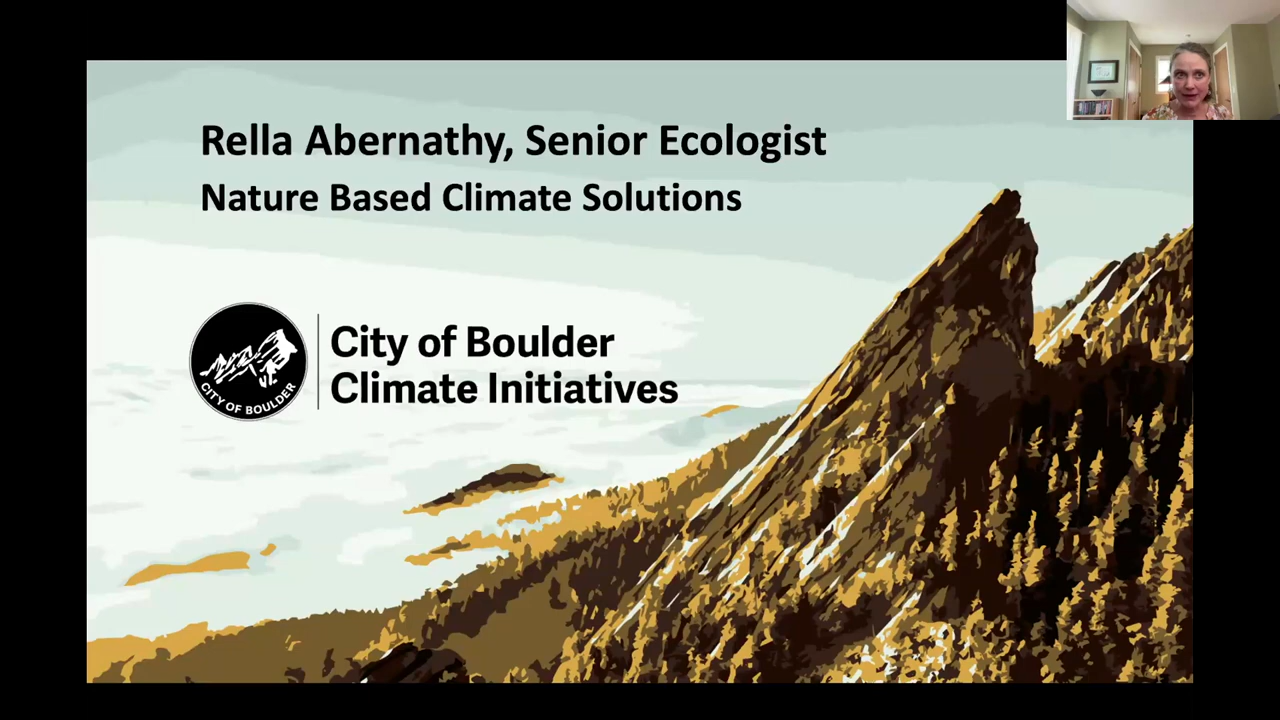 Rella Abernathy, Senior Ecologist
Nature Based Climate Solutions
City of Boulder
Climate Initiatives
CITY OF BOULDER